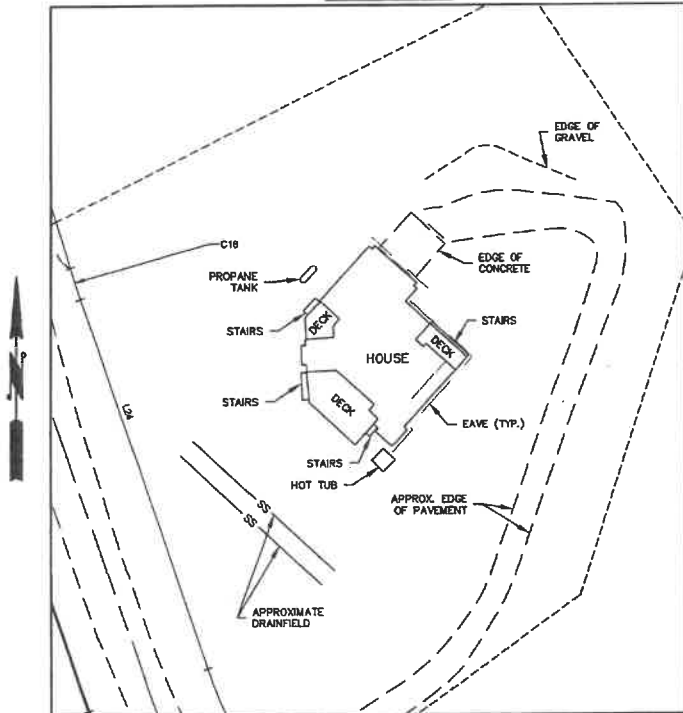 EDGE OF
GRAVEL
C18
EDGE OF
CONCRETE
PROPANE
TANK
STAIRS
DECK
STAIRS
DECK
HOUSE
STAIRS
DECK
EAVE (TYP.)
STAIRS
HOT TUB
L24
N
APPROX. EDGE
OF PAVEMENT
SS
SS
APPROXIMATE
DRAINFIELD